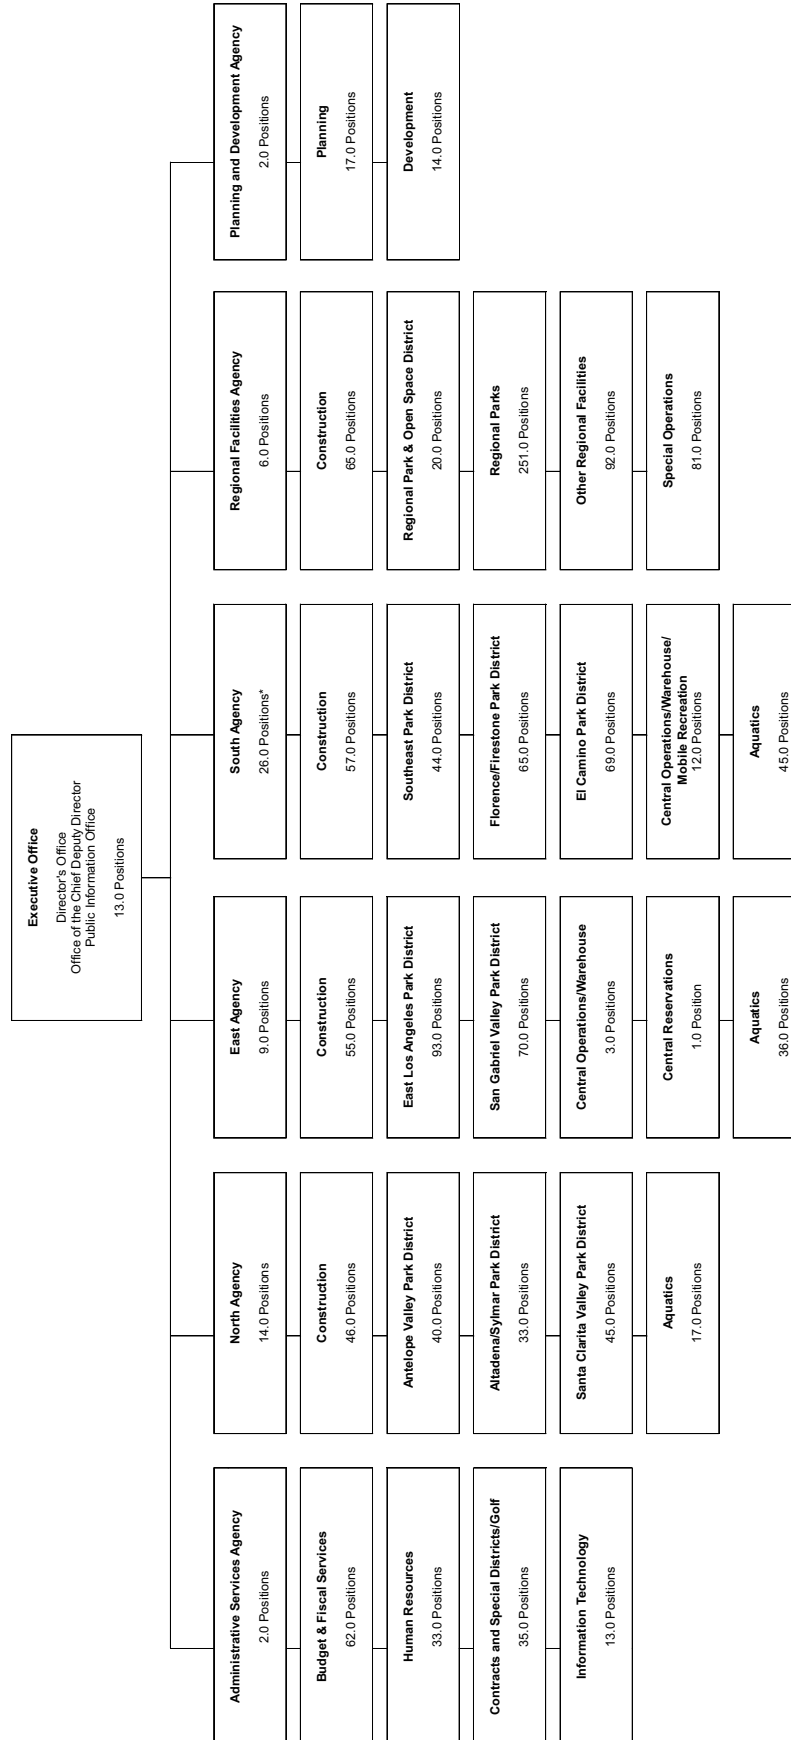 Executive Office
Director's Office
Office of the Chief Deputy Director
Public Information Office
13.0 Positions
Administrative Services Agency
2.0 Positions
Budget & Fiscal Services
62.0 Positions
Human Resources
33.0 Positions
Contracts and Special Districts/Golf
35.0 Positions
Information Technology
13.0 Positions
North Agency
14.0 Positions
Construction
46.0 Positions
Antelope Valley Park District
40.0 Positions
Altadena/Sylmar Park District
33.0 Positions
Santa Clarita Valley Park District
45.0 Positions
Aquatics
17.0 Positions
East Agency
9.0 Positions
Construction
55.0 Positions
East Los Angeles Park District
93.0 Positions
San Gabriel Valley Park District
70.0 Positions
Central Operations/Warehouse
3.0 Positions
Central Reservations
1.0 Position
Aquatics
36.0 Positions
South Agency
26.0 Positions*
Construction
57.0 Positions
Southeast Park District
44.0 Positions
Florence/Firestone Park District
65.0 Positions
El Camino Park District
69.0 Positions
Central Operations/Warehouse/
Mobile Recreation
12.0 Positions
Aquatics
45.0 Positions
Regional Facilities Agency
6.0 Positions
Construction
65.0 Positions
Regional Park & Open Space District
20.0 Positions
Regional Parks
251.0 Positions
Other Regional Facilities
92.0 Positions
Special Operations
81.0 Positions
Planning and Development Agency
2.0 Positions
Planning
17.0 Positions
Development
14.0 Positions